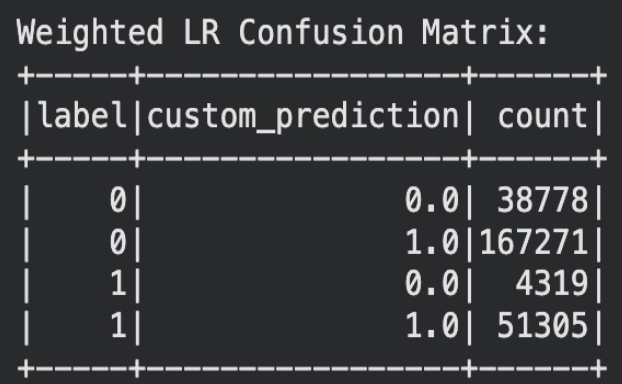 Weighted LR Confusion Matrix:
+-----+-----------------+------+
|label|custom_prediction| count|
+-----+-----------------+------+
|    0|              0.0| 38778|
|    0|              1.0|167271|
|    1|              0.0|  4319|
|    1|              1.0| 51305|
+-----+-----------------+------+